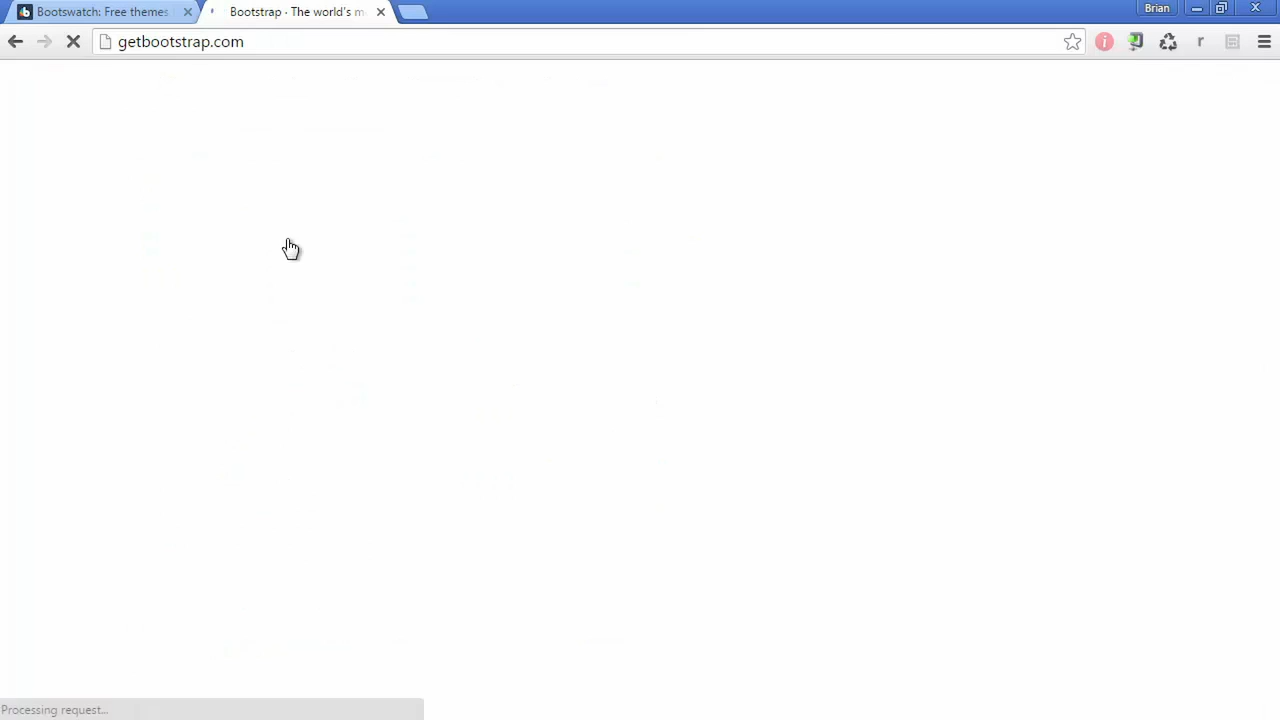 Bootswatch: Free themes
Bootstrap · The world's m
Brian
getbootstrap.com
Processing request...